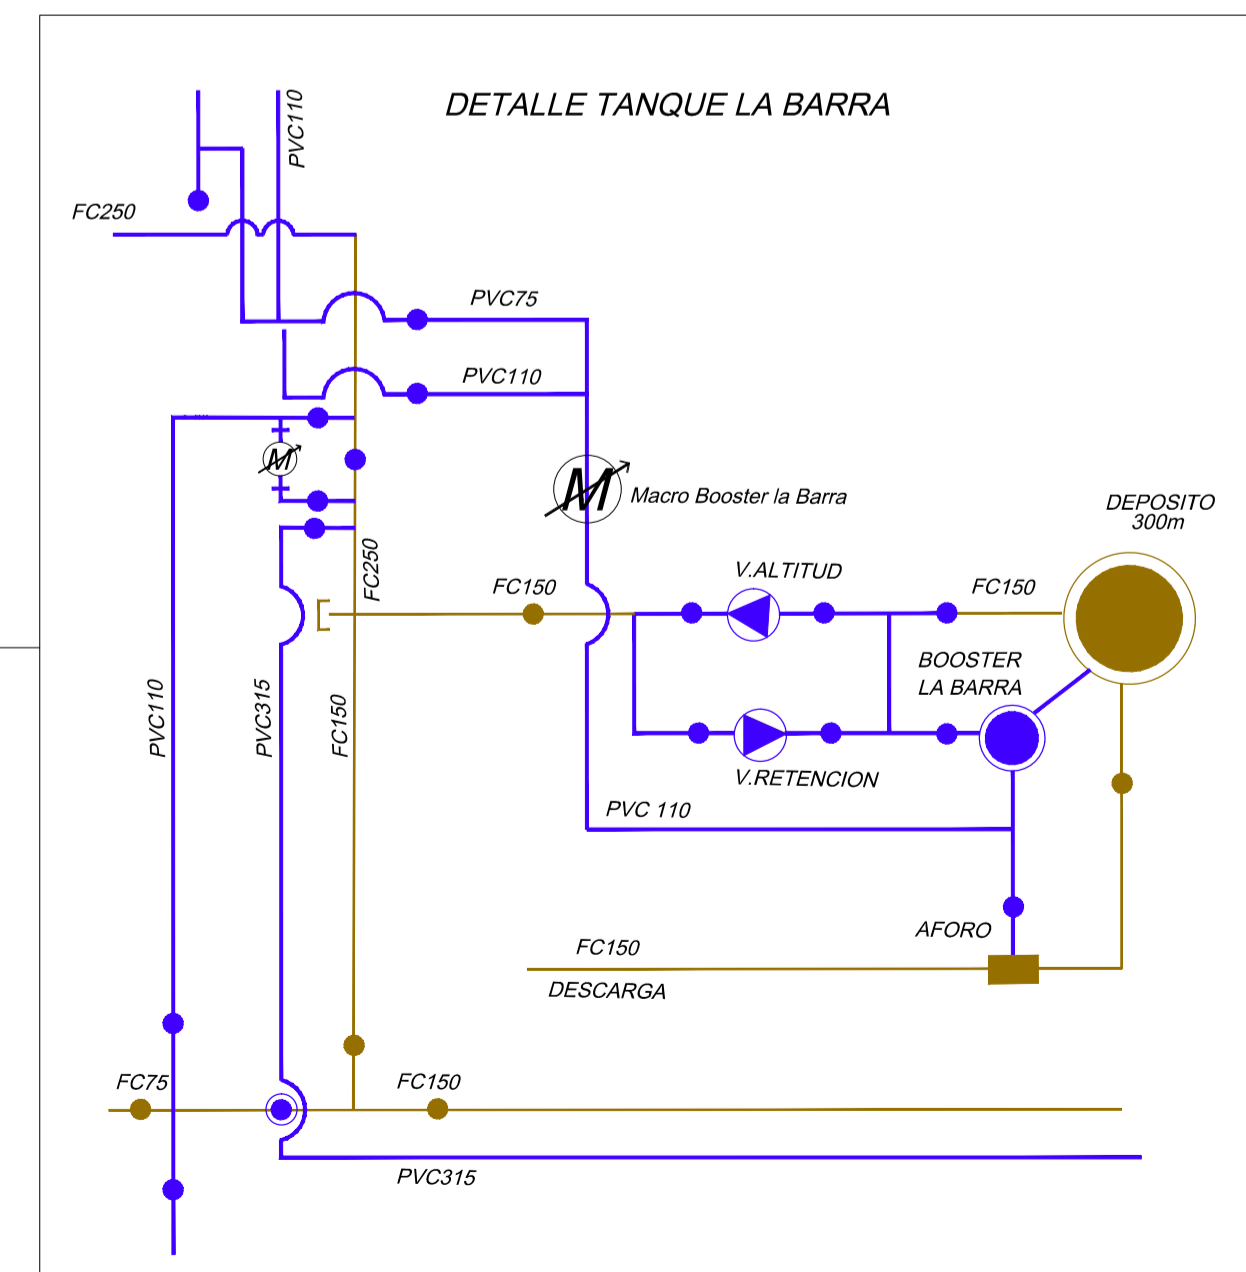 DETALLE TANQUE LA BARRA
PVC110
FC250
PVC75
PVC110
M
M
Macro Booster la Barra
DEPOSITO
300m
FC250
FC150
V.ALTITUD
FC150
BOOSTER
LA BARRA
PVC110
PVC315
FC150
V.RETENCION
PVC 110
AFORO
FC150
DESCARGA
FC75
FC150
PVC315